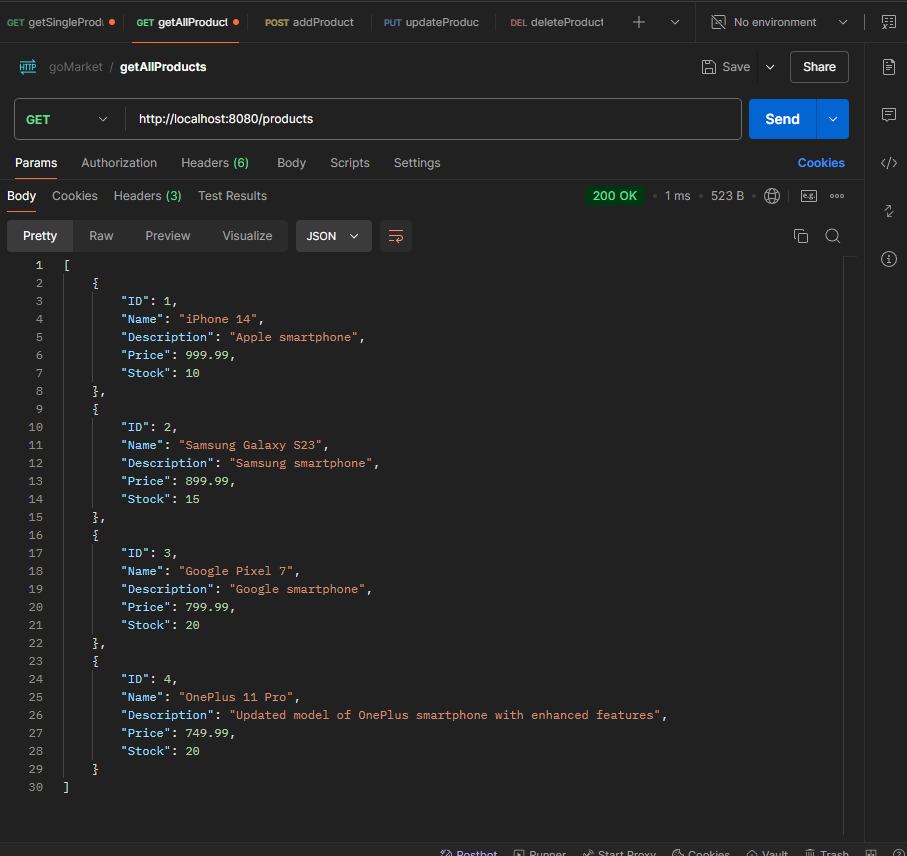 GET getSingleProdu GET getAllProduct POST addProduct PUT updateProduc DEL deleteProduct No environment
HTTP goMarket / getAllProducts Save Share
GET http://localhost:8080/products Send
Params Authorization Headers (6) Body Scripts Settings Cookies
Body Cookies Headers (3) Test Results 200 OK • 1 ms • 523 B • e.g.
Pretty Raw Preview Visualize JSON
1 [
2 {
3 "ID": 1,
4 "Name": "iPhone 14",
5 "Description": "Apple smartphone",
6 "Price": 999.99,
7 "Stock": 10
8 },
9 {
10 "ID": 2,
11 "Name": "Samsung Galaxy S23",
12 "Description": "Samsung smartphone",
13 "Price": 899.99,
14 "Stock": 15
15 },
16 {
17 "ID": 3,
18 "Name": "Google Pixel 7",
19 "Description": "Google smartphone",
20 "Price": 799.99,
21 "Stock": 20
22 },
23 {
24 "ID": 4,
25 "Name": "OnePlus 11 Pro",
26 "Description": "Updated model of OnePlus smartphone with enhanced features",
27 "Price": 749.99,
28 "Stock": 20
29 }
30 ]
Postbot Runner Start Proxy Cookies Vault Trash